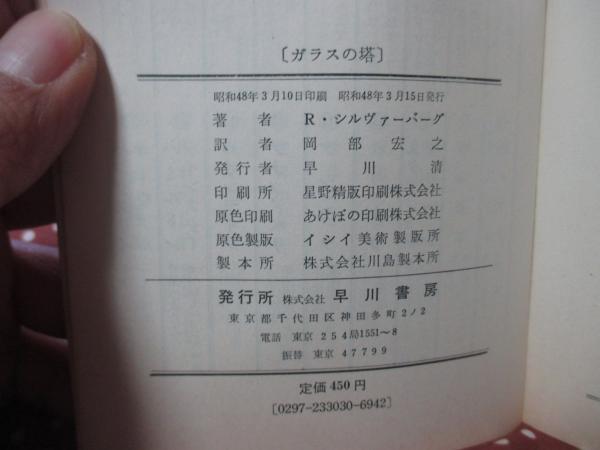 〔ガラスの塔〕
昭和48年3月10日印刷 昭和48年3月15日発行
著者 R・シルヴァーバーグ
訳者 岡部宏之
発行者 早川清
印刷所 星野精版印刷株式会社
原色印刷 あけぼの印刷株式会社
原色製版 イシイ美術製版所
製本所 株式会社川島製本所
発行所 株式会社 早川書房
東京都千代田区神田多町2ノ2
電話 東京 254局1551〜8
振替 東京 47799
定価 450円
[0297-233030-6942]